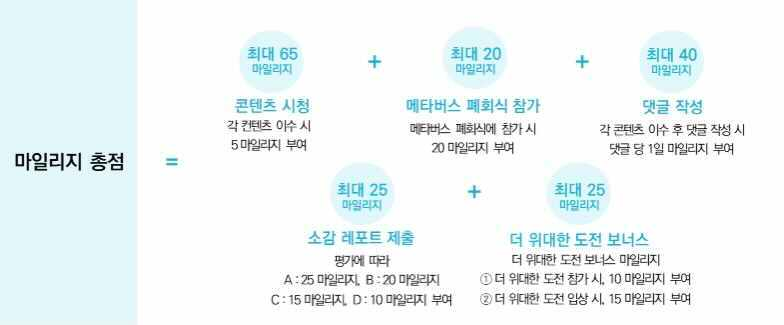 마일리지 총점
=
최대 65
마일리지
+
최대 20
마일리지
+
최대 40
마일리지
콘텐츠 시청
각 컨텐츠 이수 시
5 마일리지 부여
메타버스 폐회식 참가
메타버스 폐회식에 참가 시
20 마일리지 부여
댓글 작성
각 콘텐츠 이수 후 댓글 작성 시
댓글 당 1일 마일리지 부여
최대 25
마일리지
+
최대 25
마일리지
소감 레포트 제출
평가에 따라
A : 25 마일리지, B : 20 마일리지
C : 15 마일리지, D : 10 마일리지 부여
더 위대한 도전 보너스
더 위대한 도전 보너스 마일리지
① 더 위대한 도전 참가 시, 10 마일리지 부여
② 더 위대한 도전 입상 시, 15 마일리지 부여